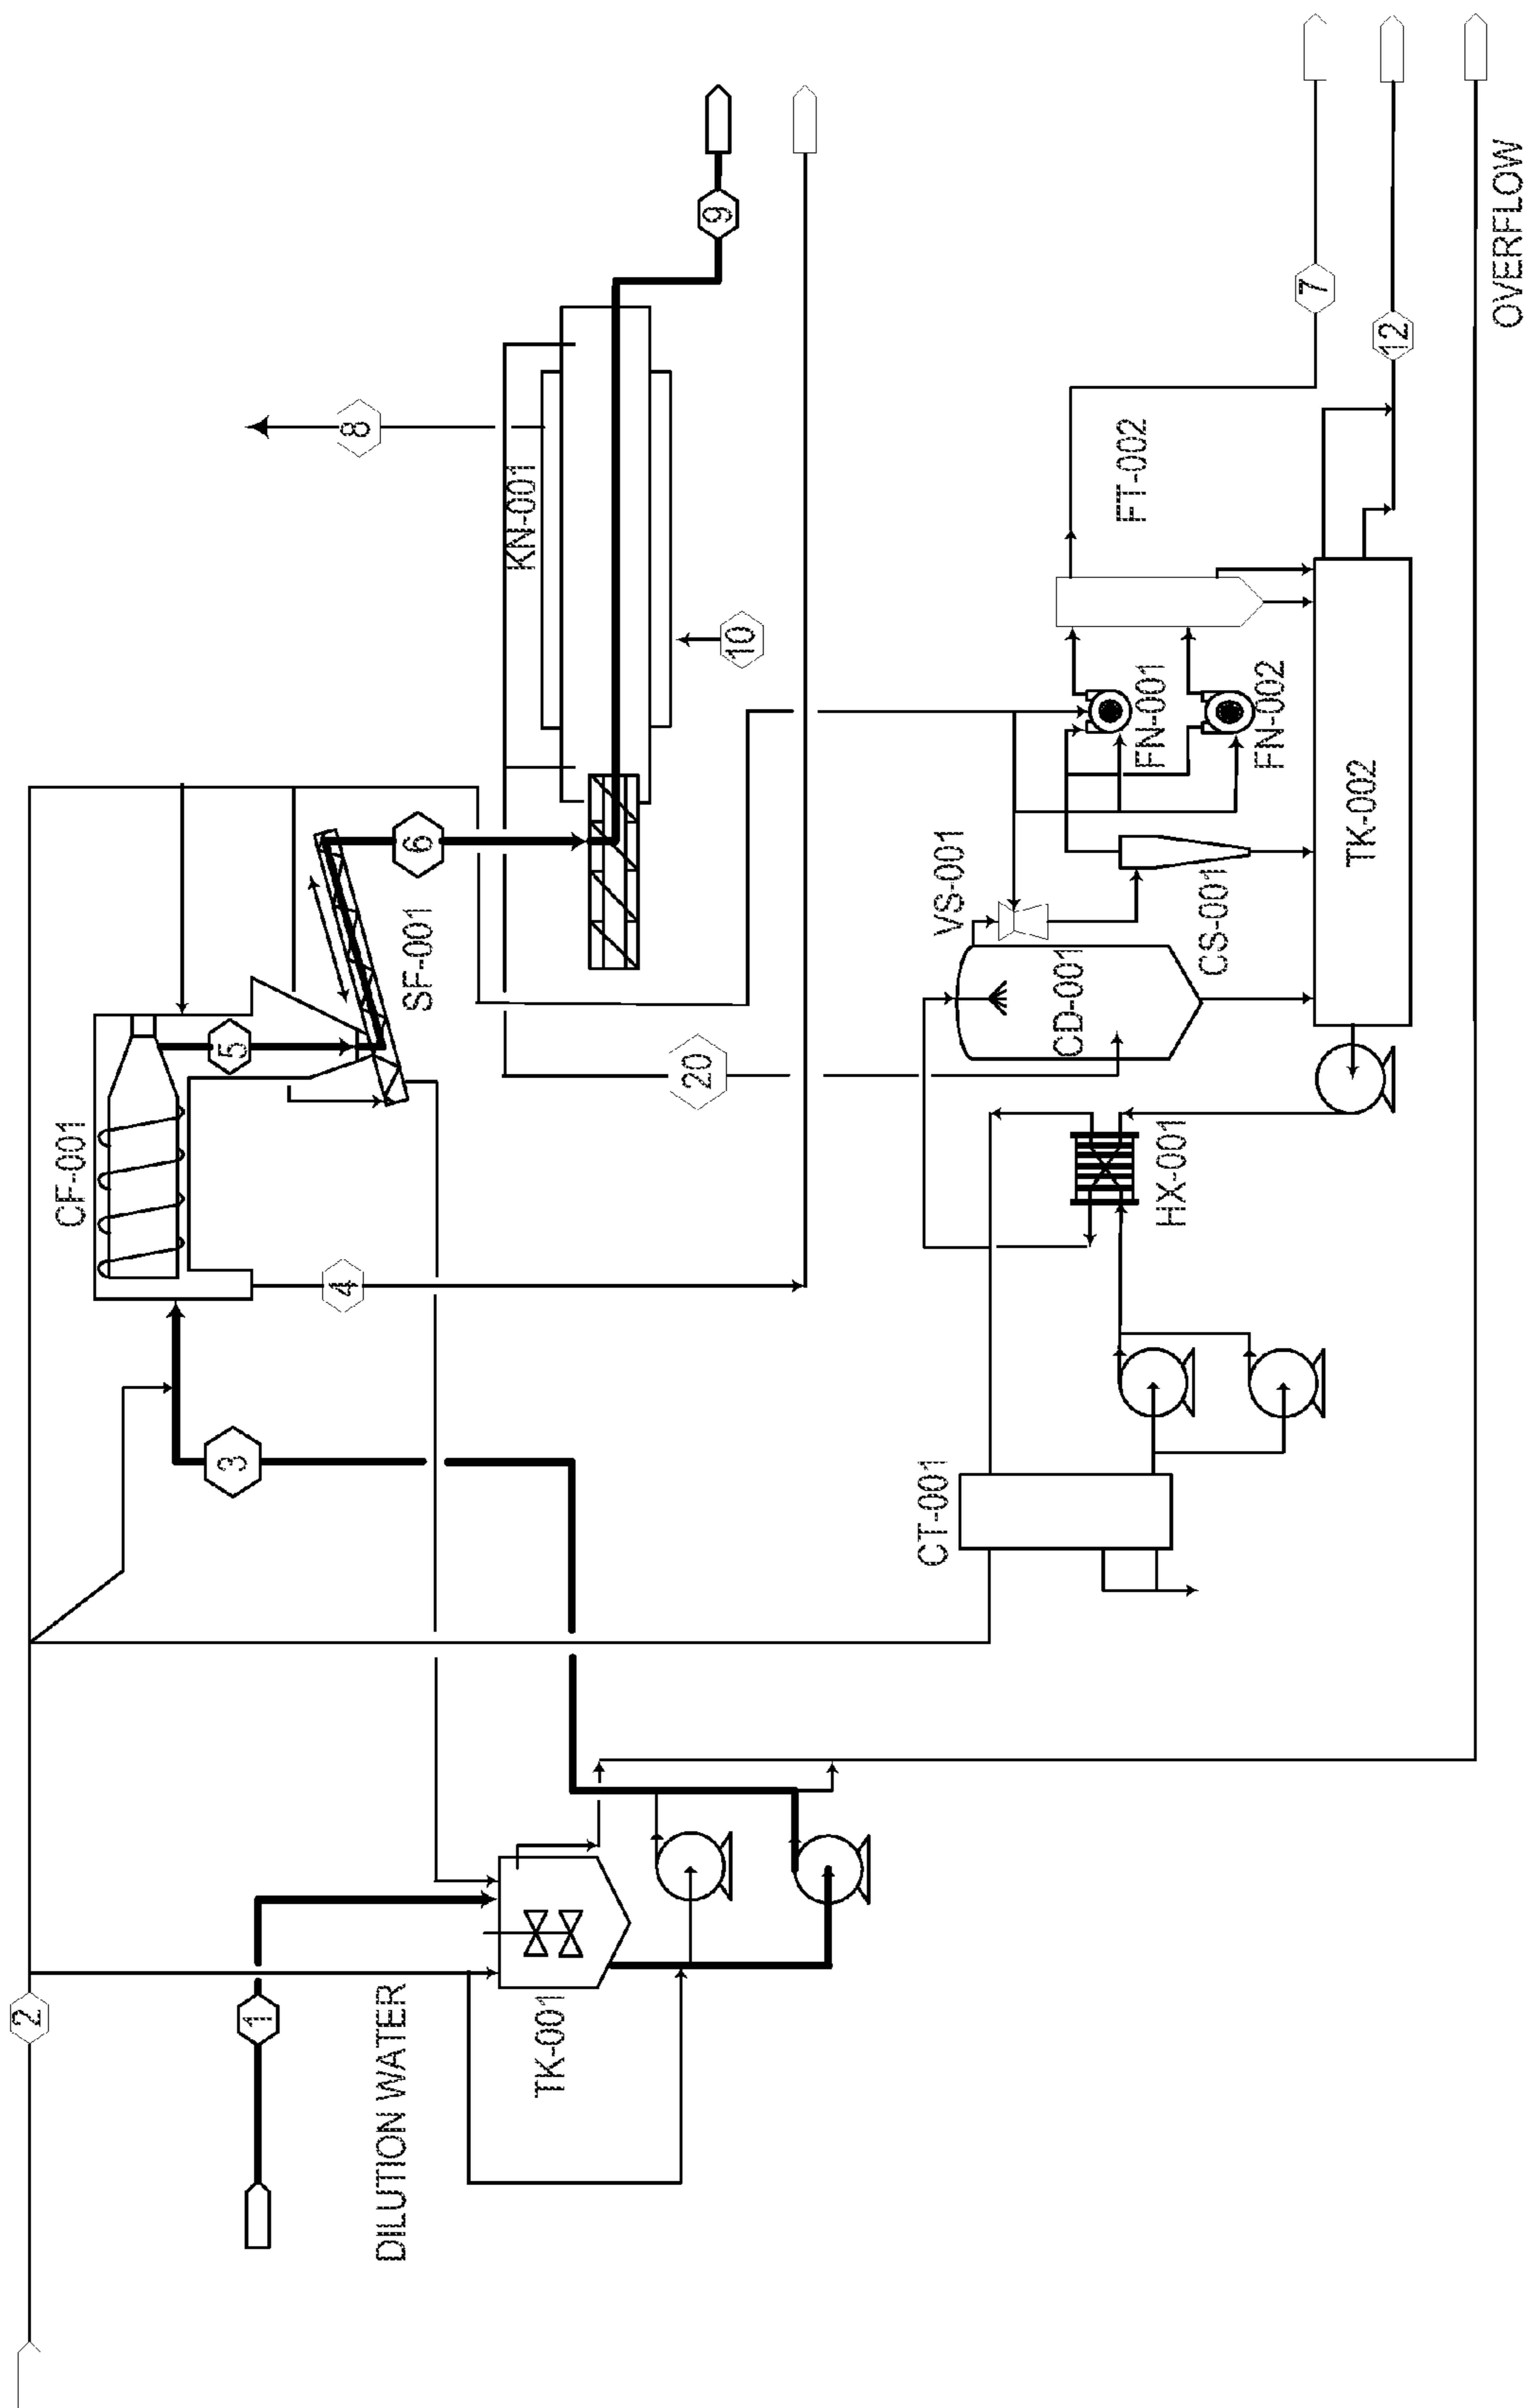 2
CF-001
1
3
5
4
8
DILUTION WATER
SF-001
6
KN-001
TK-001
20
9
10
CT-001
VS-001
CD-001
FT-002
FN-001
HX-001
CS-001
FN-002
7
TK-002
12
OVERFLOW